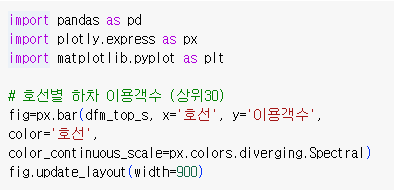 import pandas as pd
import plotly.express as px
import matplotlib.pyplot as plt
# 호선별 하차 이용객수 (상위30)
fig=px.bar(dfm_top_s, x='호선', y='이용객수',
color='호선',
color_continuous_scale=px.colors.diverging.Spectral)
fig.update_layout(width=900)